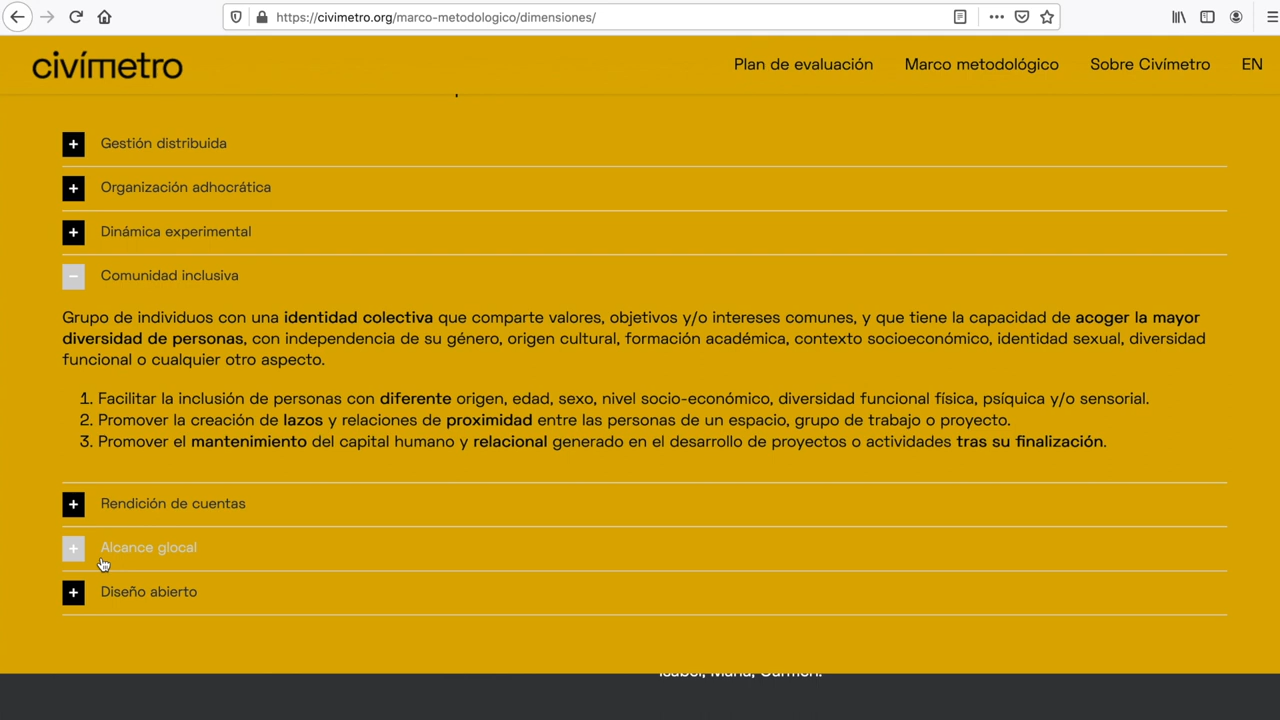 https://civimetro.org/marco-metodologico/dimensiones/
civímetro
Plan de evaluación
Marco metodológico
Sobre Civímetro
EN
Gestión distribuida
Organización adhocrática
Dinámica experimental
Comunidad inclusiva
Grupo de individuos con una identidad colectiva que comparte valores, objetivos y/o intereses comunes, y que tiene la capacidad de acoger la mayor
diversidad de personas, con independencia de su género, origen cultural, formación académica, contexto socioeconómico, identidad sexual, diversidad
funcional o cualquier otro aspecto.
1. Facilitar la inclusión de personas con diferente origen, edad, sexo, nivel socio-económico, diversidad funcional física, psíquica y/o sensorial.
2. Promover la creación de lazos y relaciones de proximidad entre las personas de un espacio, grupo de trabajo o proyecto.
3. Promover el mantenimiento del capital humano y relacional generado en el desarrollo de proyectos o actividades tras su finalización.
Rendición de cuentas
Alcance glocal
Diseño abierto
Isabel, María, Carmen.